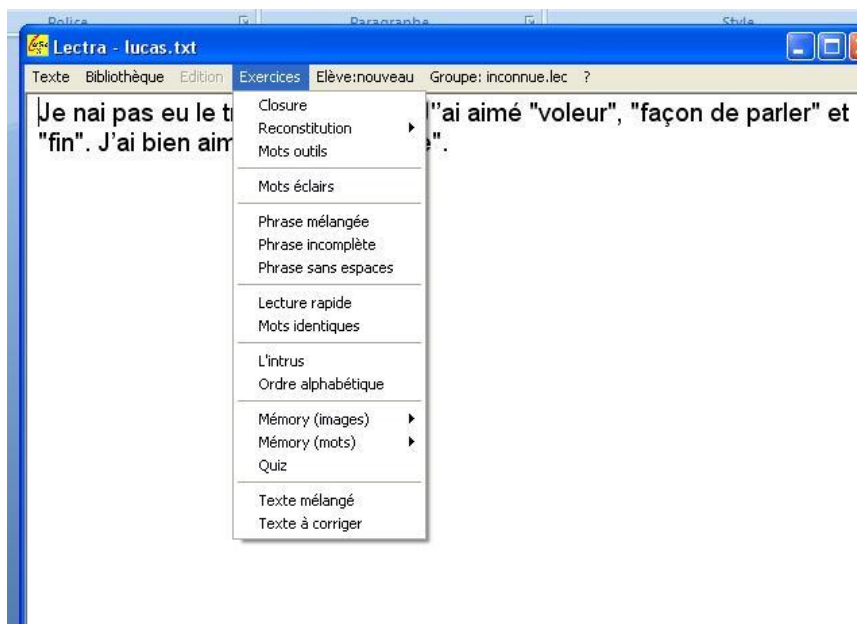 Police Paragraphe Style
Lectra - lucas.txt
Texte Bibliothèque Edition Exercices Elève:nouveau Groupe: inconnue.lec ?
Je nai pas eu le J"ai aimé "voleur", "façon de parler" et
"fin". J'ai bien ".
Closure
Reconstitution
Mots outils
Mots éclairs
Phrase mélangée
Phrase incomplète
Phrase sans espaces
Lecture rapide
Mots identiques
L'intrus
Ordre alphabétique
Mémory (images)
Mémory (mots)
Quiz
Texte mélangé
Texte à corriger